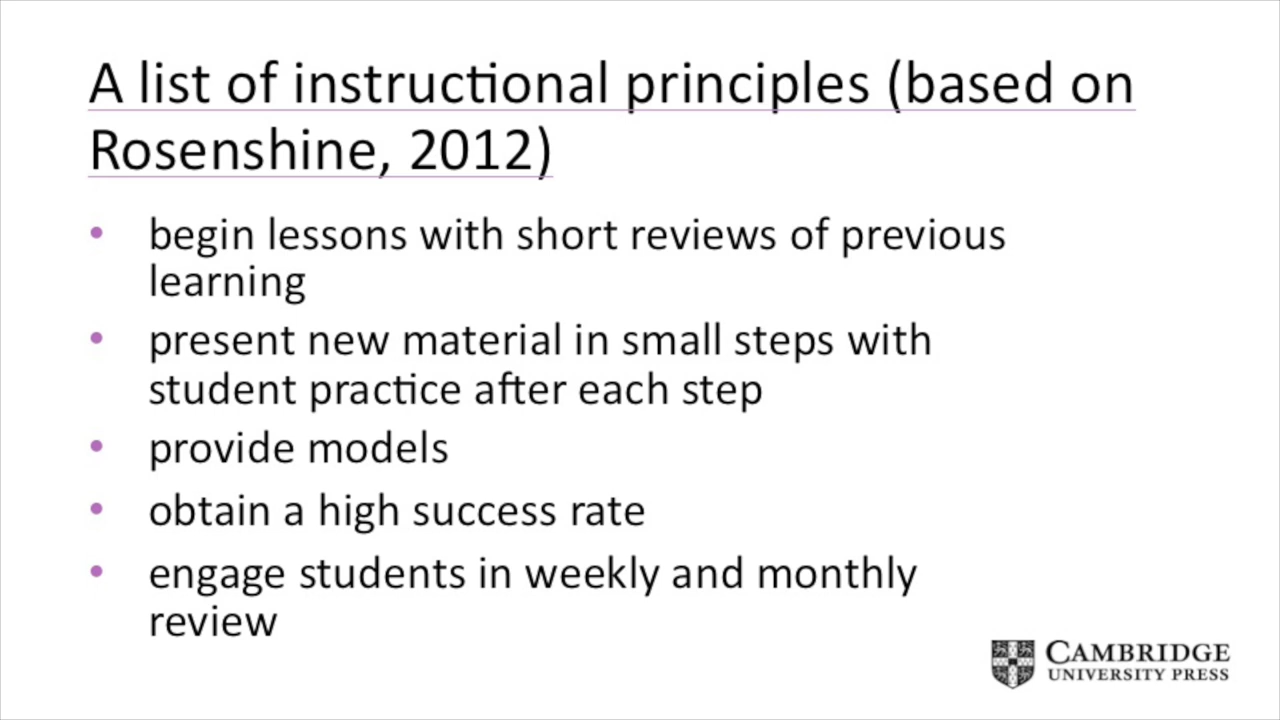 A list of instructional principles (based on
Rosenshine, 2012)
• begin lessons with short reviews of previous
learning
• present new material in small steps with
student practice after each step
• provide models
• obtain a high success rate
• engage students in weekly and monthly
review
CAMBRIDGE
UNIVERSITY PRESS